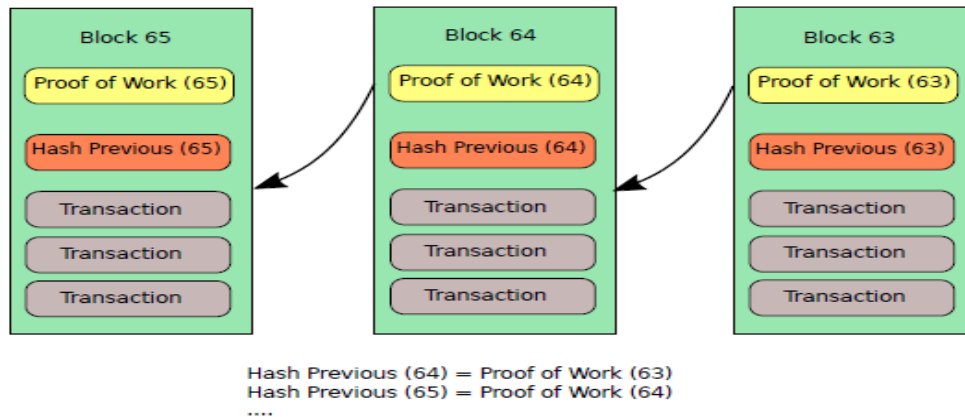 Block 65
Proof of Work (65)
Hash Previous (65)
Transaction
Transaction
Transaction
Block 64
Proof of Work (64)
Hash Previous (64)
Transaction
Transaction
Transaction
Block 63
Proof of Work (63)
Hash Previous (63)
Transaction
Transaction
Transaction
Hash Previous (64) = Proof of Work (63)
Hash Previous (65) = Proof of Work (64)
....